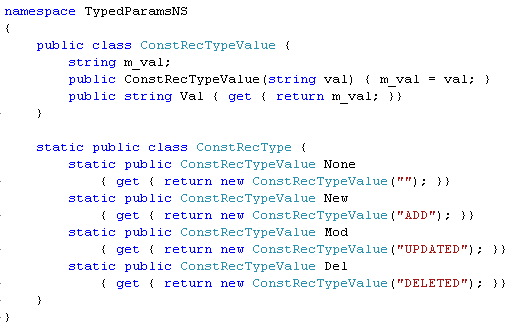 namespace TypedParamsNS
{
    public class ConstRecTypeValue {
        string m_val;
        public ConstRecTypeValue(string val) { m_val = val; }
        public string Val { get { return m_val; }}
    }

    static public class ConstRecType {
        static public ConstRecTypeValue None
            { get { return new ConstRecTypeValue(""); }}
        static public ConstRecTypeValue New
            { get { return new ConstRecTypeValue("ADD"); }}
        static public ConstRecTypeValue Mod
            { get { return new ConstRecTypeValue("UPDATED"); }}
        static public ConstRecTypeValue Del
            { get { return new ConstRecTypeValue("DELETED"); }}
    }
}